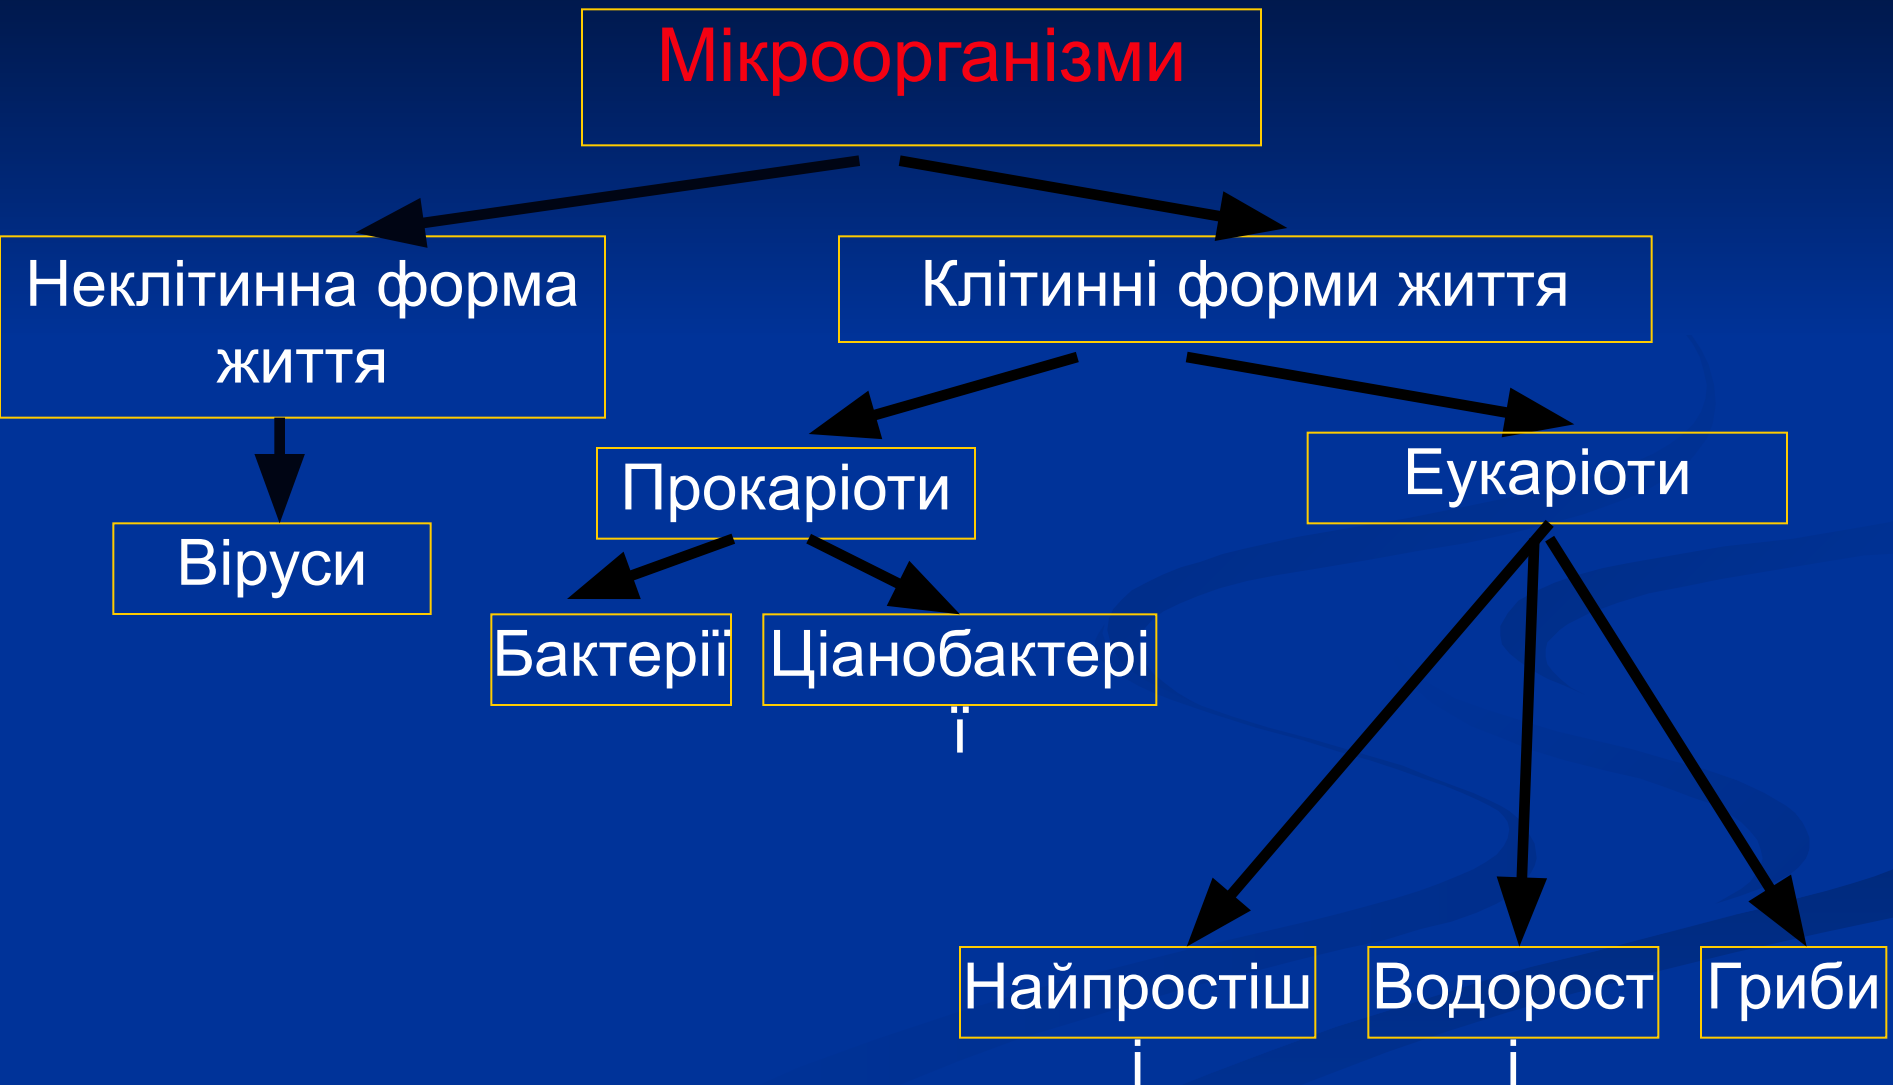 Мікроорганізми
Неклітинна форма
життя
Клітинні форми життя
Прокаріоти
Еукаріоти
Віруси
Бактерії
Ціанобактері
ї
Найпростіш
і
Водорост
і
Гриби